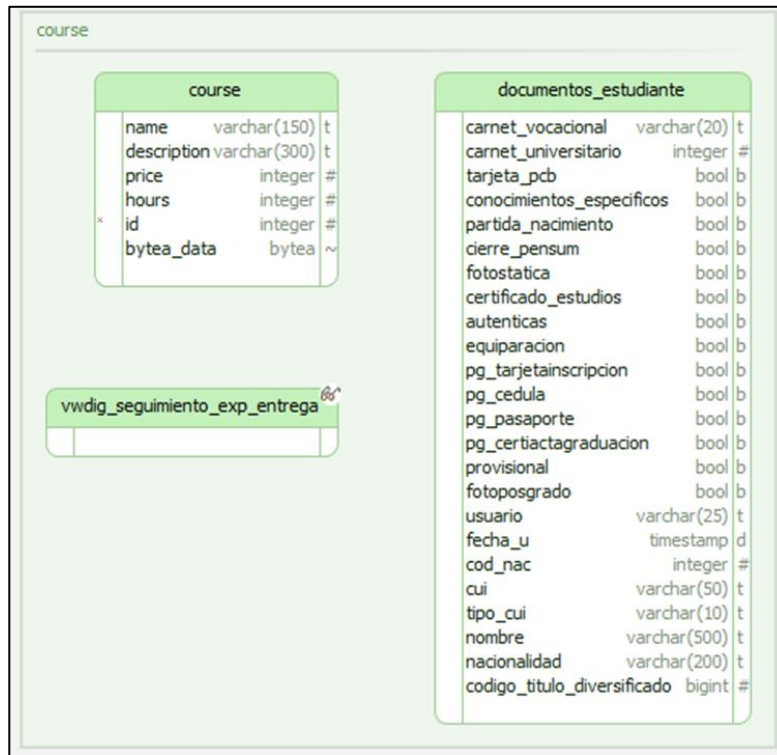 course
course
name varchar(150) t
description varchar(300) t
price integer #
hours integer #
* id integer #
bytea_data bytea ~
vwdig_seguimiento_exp_entrega
documentos_estudiante
carnet_vocacional varchar(20) t
carnet_universitario integer #
tarjeta_pcb bool b
conocimientos_especificos bool b
partida_nacimiento bool b
cierre_pensum bool b
fotostatica bool b
certificado_estudios bool b
autenticas bool b
equiparacion bool b
pg_tarjetainscripcion bool b
pg_cedula bool b
pg_pasaporte bool b
pg_certiactagraduacion bool b
provisional bool b
fotoposgrado bool b
usuario varchar(25) t
fecha_u timestamp d
cod_nac integer #
cui varchar(50) t
tipo_cui varchar(10) t
nombre varchar(500) t
nacionalidad varchar(200) t
codigo_titulo_diversificado bigint #